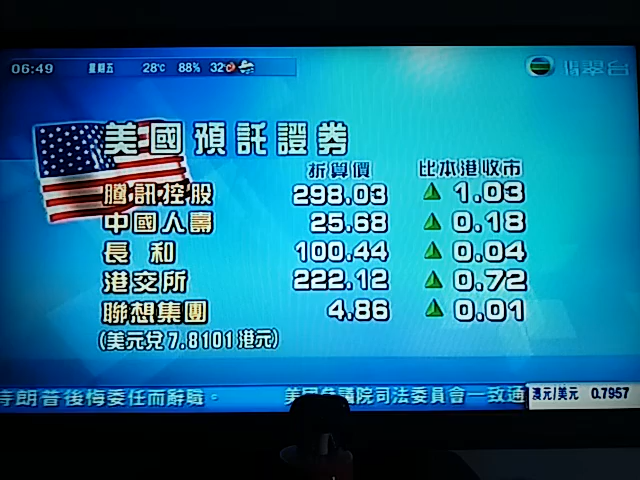 06:49 星期五 28℃ 88% 32℃ 翡翠台
美國預託證券
折算價 比本港收市
騰訊控股 298.03 1.03
中國人壽 25.68 0.18
長和 100.44 0.04
港交所 222.12 0.72
聯想集團 4.86 0.01
(美元兌7.8101港元)
朗普後悔委任而辭職。 美國參議院司法委員會一致通 澳元/美元 0.7957